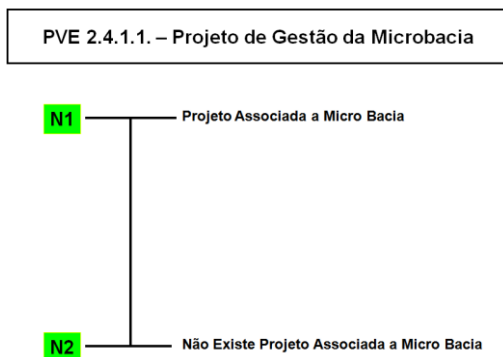 PVE 2.4.1.1. – Projeto de Gestão da Microbacia
N1 Projeto Associada a Micro Bacia
N2 Não Existe Projeto Associada a Micro Bacia